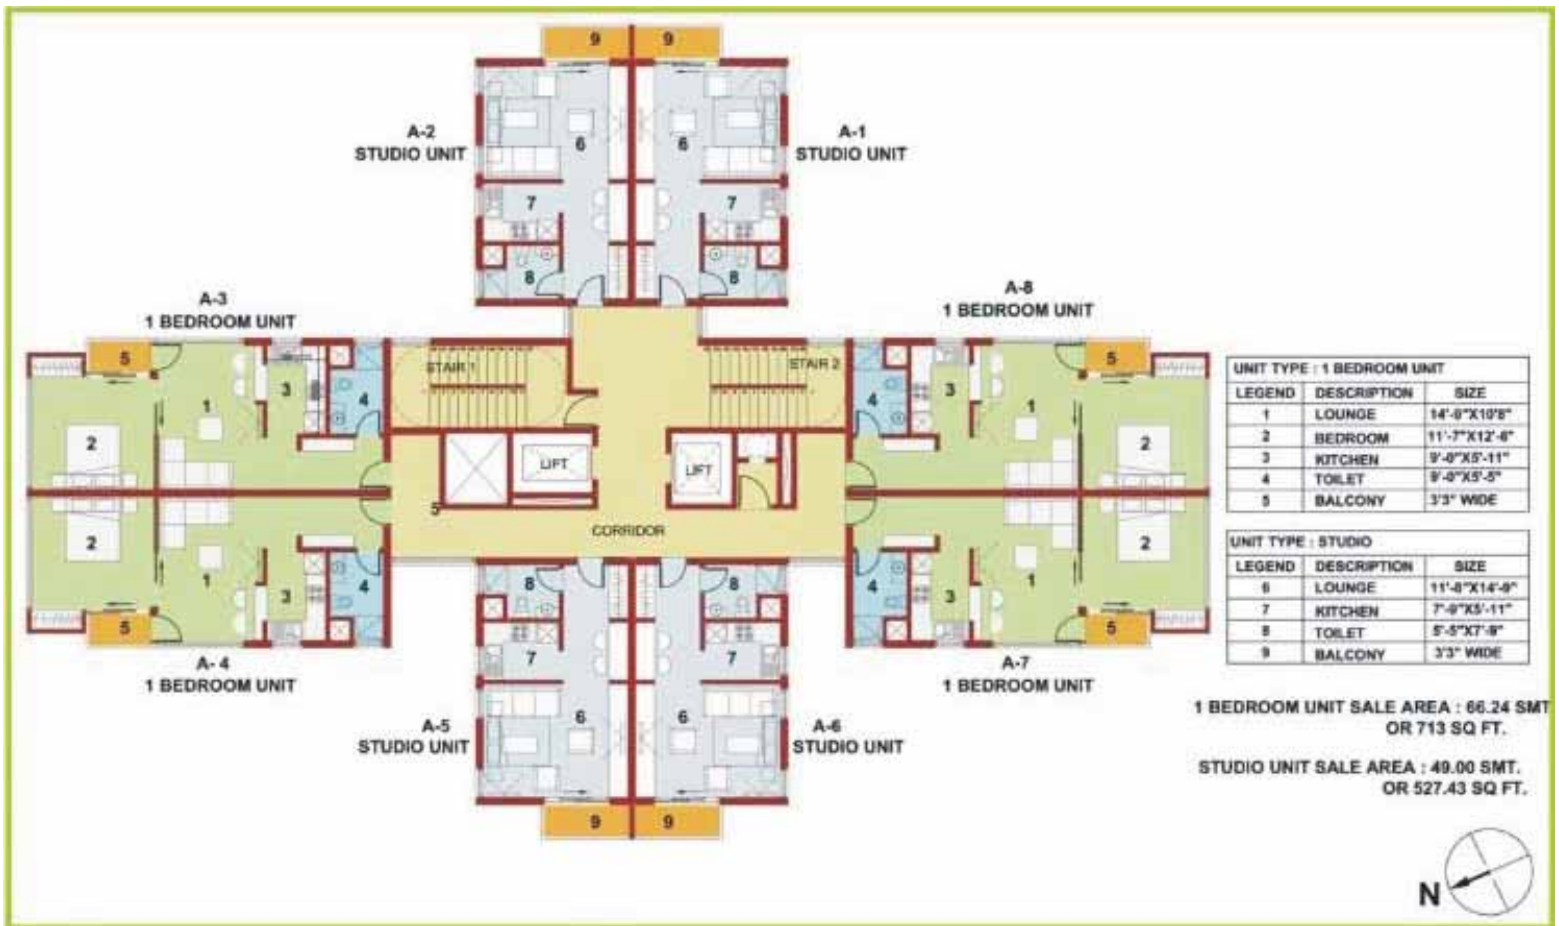 9 9
A-2
STUDIO UNIT
A-1
STUDIO UNIT
6 6
7 7
8 8
A-3
1 BEDROOM UNIT
A-8
1 BEDROOM UNIT
5 5
STAIR 1
STAIR 2
1 3 4
4 3 1
2 2
LIFT
LIFT
5
CORRIDOR
2 2
1 3 4
4 3 1
5 5
8 8
7 7
A- 4
1 BEDROOM UNIT
A-7
1 BEDROOM UNIT
A-5
STUDIO UNIT
A-6
STUDIO UNIT
6 6
9 9
UNIT TYPE : 1 BEDROOM UNIT
LEGEND DESCRIPTION SIZE
1 LOUNGE 14'-9"X10'8"
2 BEDROOM 11'-7"X12'-6"
3 KITCHEN 9'-0"X5'-11"
4 TOILET 9'-0"X5'-5"
5 BALCONY 3'3" WIDE
UNIT TYPE : STUDIO
LEGEND DESCRIPTION SIZE
6 LOUNGE 11'-8"X14'-9"
7 KITCHEN 7'-9"X5'-11"
8 TOILET 5'-5"X7'-9"
9 BALCONY 3'3" WIDE
1 BEDROOM UNIT SALE AREA : 66.24 SMT
OR 713 SQ FT.
STUDIO UNIT SALE AREA : 49.00 SMT.
OR 527.43 SQ FT.
N